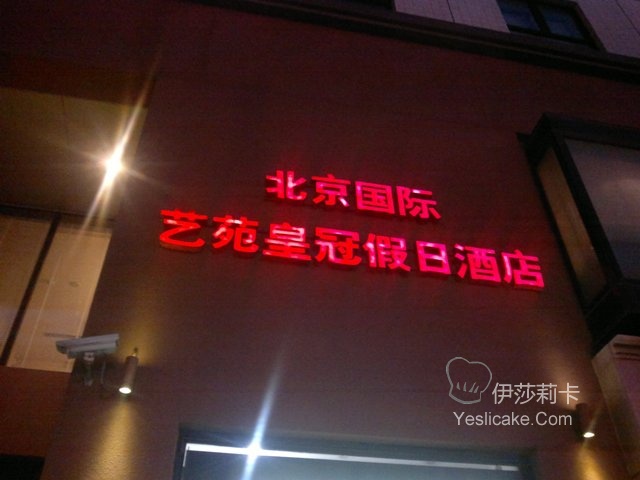 北京国际
艺苑皇冠假日酒店
伊莎莉卡
Yeslicake.Com